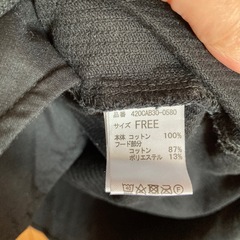 品番 420CAB30-0580
サイズ FREE
本体 コットン 100%
フード部分
コットン 87%
ポリエステル 13%